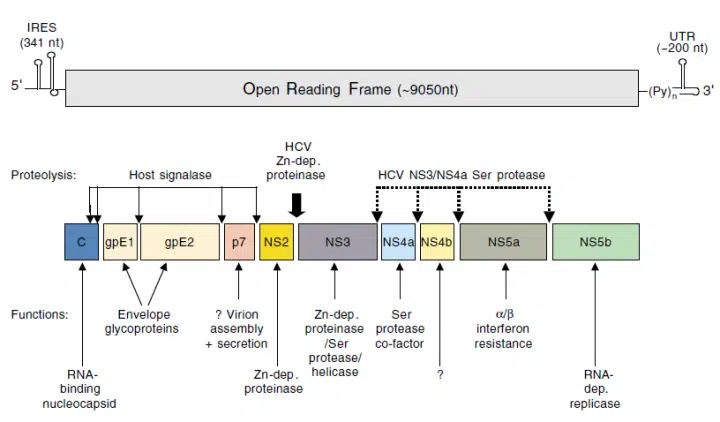 IRES
(341 nt)
UTR
(~200 nt)
5'
Open Reading Frame (~9050nt)
(Py)n
3'
HCV
Zn-dep.
proteinase
Proteolysis:
Host signalase
HCV NS3/NS4a Ser protease
C
gpE1
gpE2
p7
NS2
NS3
NS4a
NS4b
NS5a
NS5b
Functions:
Envelope
glycoproteins
? Virion
assembly
+ secretion
Zn-dep.
proteinase
/Ser
protease/
helicase
Ser
protease
co-factor
α/β
interferon
resistance
RNA-
binding
nucleocapsid
Zn-dep.
proteinase
?
RNA-
dep.
replicase